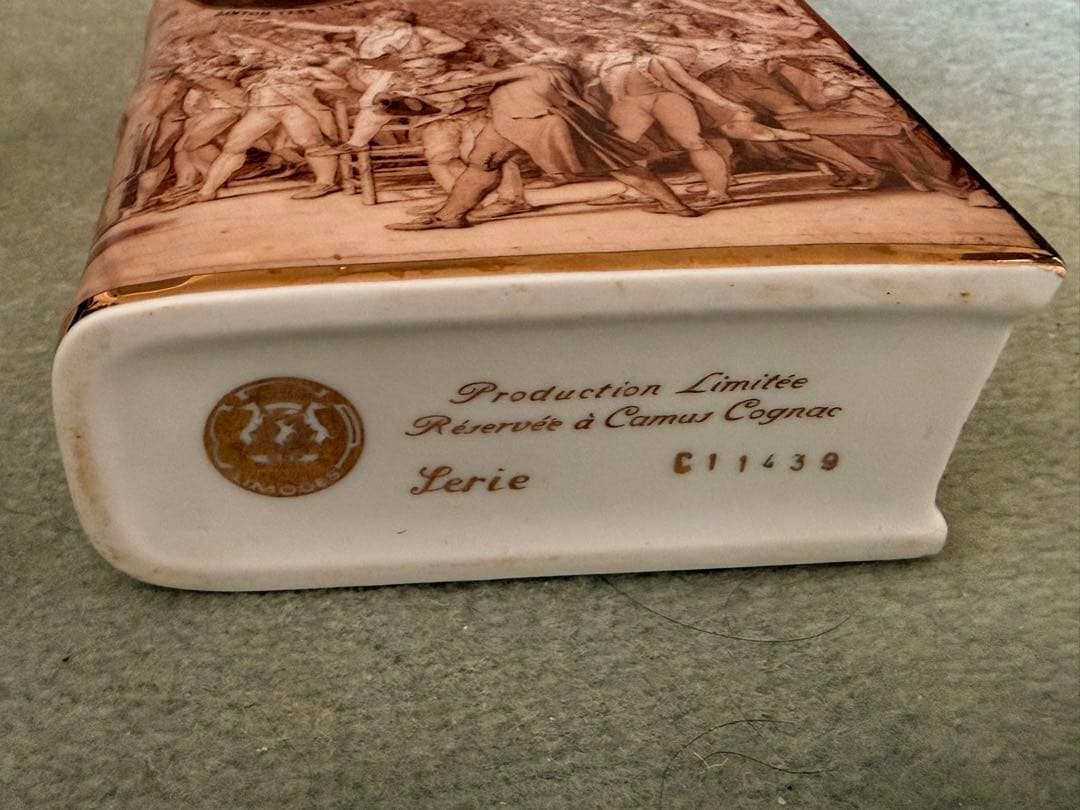 Production Limitée
Réservée à Camus Cognac
Serie C11439
LIMOGES